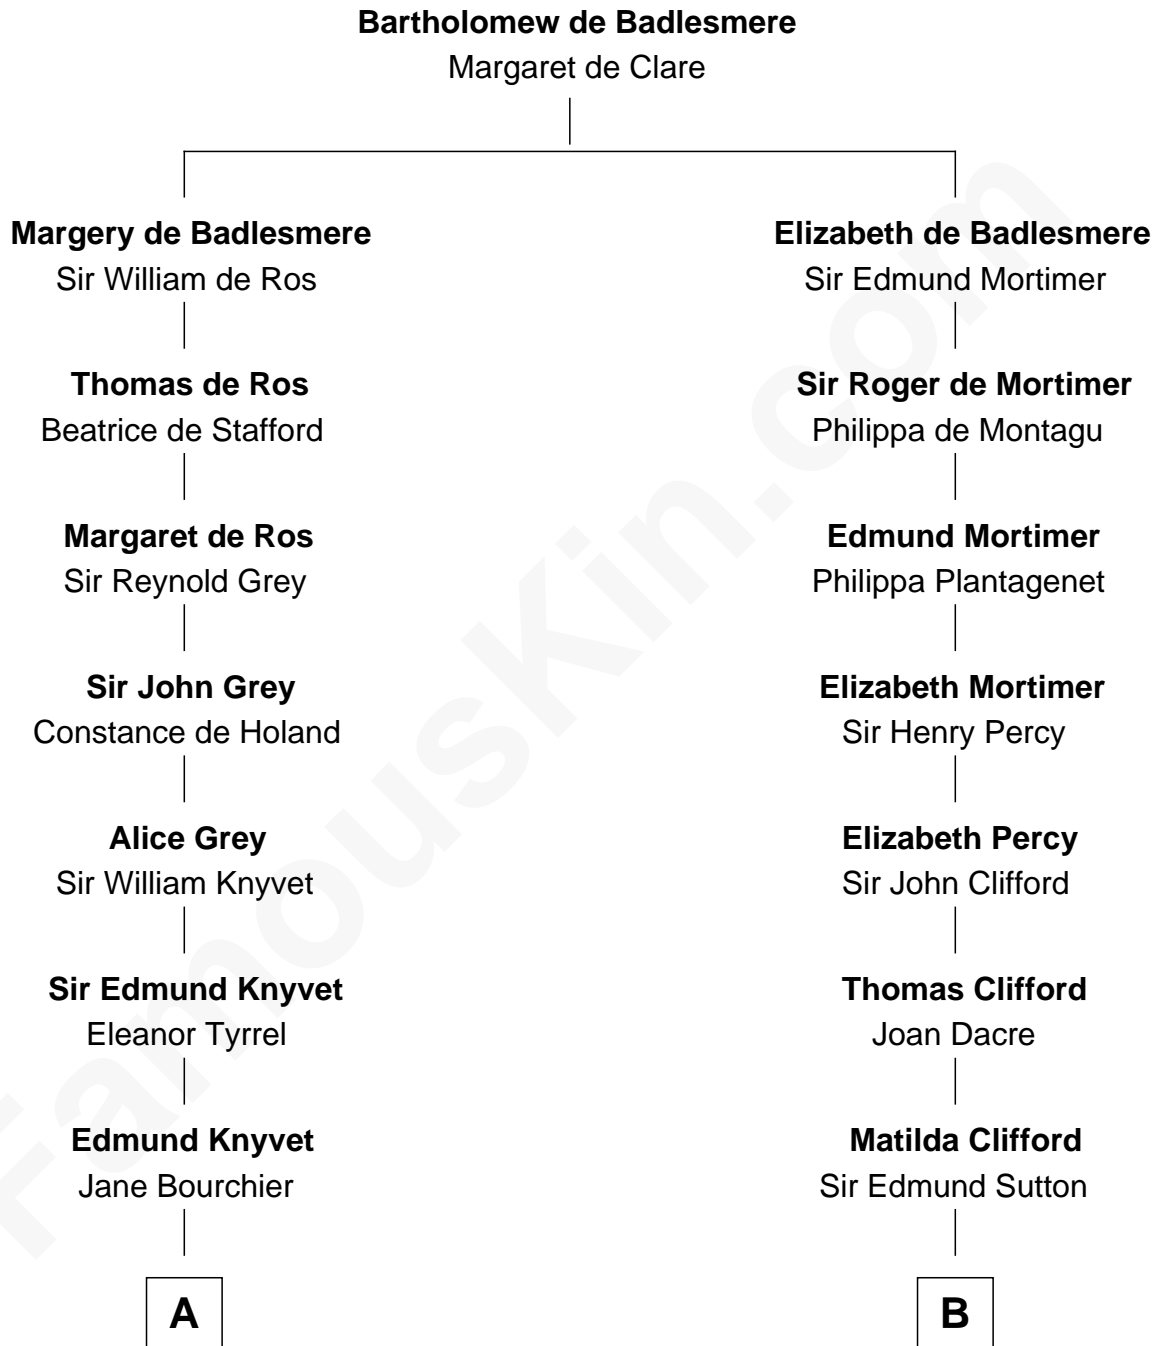 Bartholomew de Badlesmere
Margaret de Clare
Margery de Badlesmere
Sir William de Ros
Thomas de Ros
Beatrice de Stafford
Margaret de Ros
Sir Reynold Grey
Sir John Grey
Constance de Holand
Alice Grey
Sir William Knyvet
Sir Edmund Knyvet
Eleanor Tyrrel
Edmund Knyvet
Jane Bourchier
A
Elizabeth de Badlesmere
Sir Edmund Mortimer
Sir Roger de Mortimer
Philippa de Montagu
Edmund Mortimer
Philippa Plantagenet
Elizabeth Mortimer
Sir Henry Percy
Elizabeth Percy
Sir John Clifford
Thomas Clifford
Joan Dacre
Matilda Clifford
Sir Edmund Sutton
B
FamousKin.com